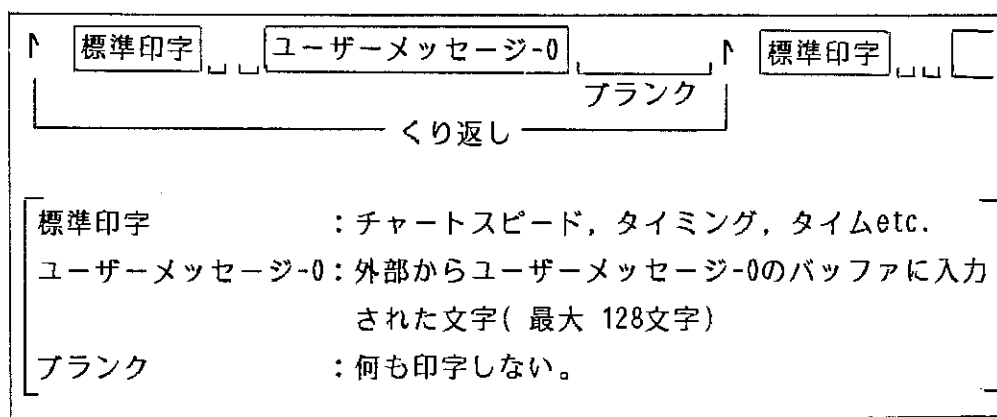 ↾ 標準印字 ␣ ␣ ユーザーメッセージ-0 ↾ 標準印字 ␣␣
ブランク
くり返し
標準印字 :チャートスピード, タイミング, タイムetc.
ユーザーメッセージ-0:外部からユーザーメッセージ-0のバッファに入力
された文字( 最大 128文字)
ブランク :何も印字しない。